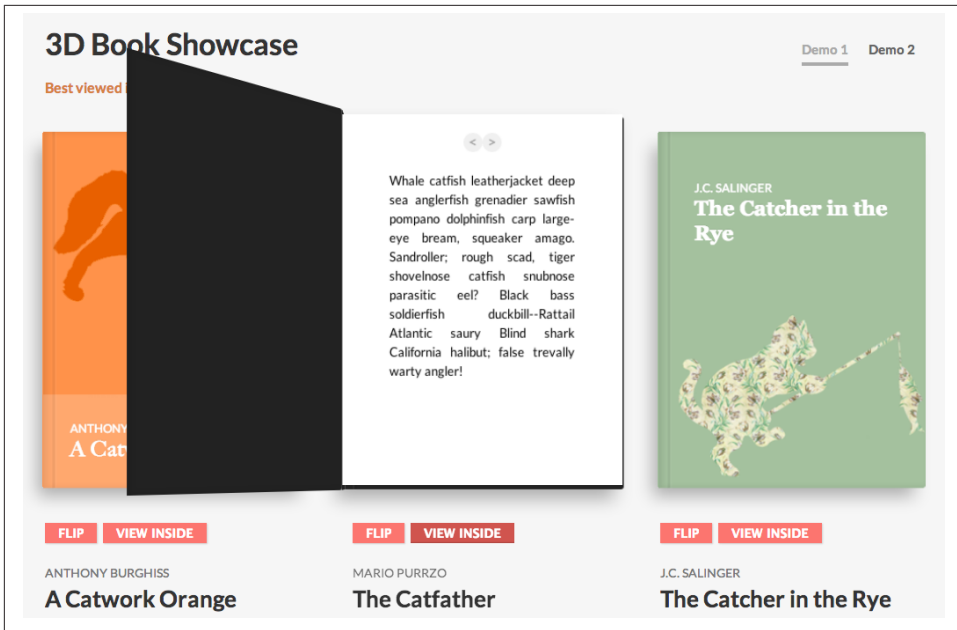 3D Book Showcase
Demo 1 Demo 2
Best viewed
< >
Whale catfish leatherjacket deep
sea anglerfish grenadier sawfish
pompano dolphinfish carp large-
eye bream, squeaker amago.
Sandroller; rough scad, tiger
shovelnose catfish snubnose
parasitic eel? Black bass
soldierfish duckbill--Rattail
Atlantic saury Blind shark
California halibut; false trevally
warty angler!
J.C. SALINGER
The Catcher in the
Rye
ANTHONY
A Cat
FLIP VIEW INSIDE
FLIP VIEW INSIDE
FLIP VIEW INSIDE
ANTHONY BURGHISS
A Catwork Orange
MARIO PURRZO
The Catfather
J.C. SALINGER
The Catcher in the Rye